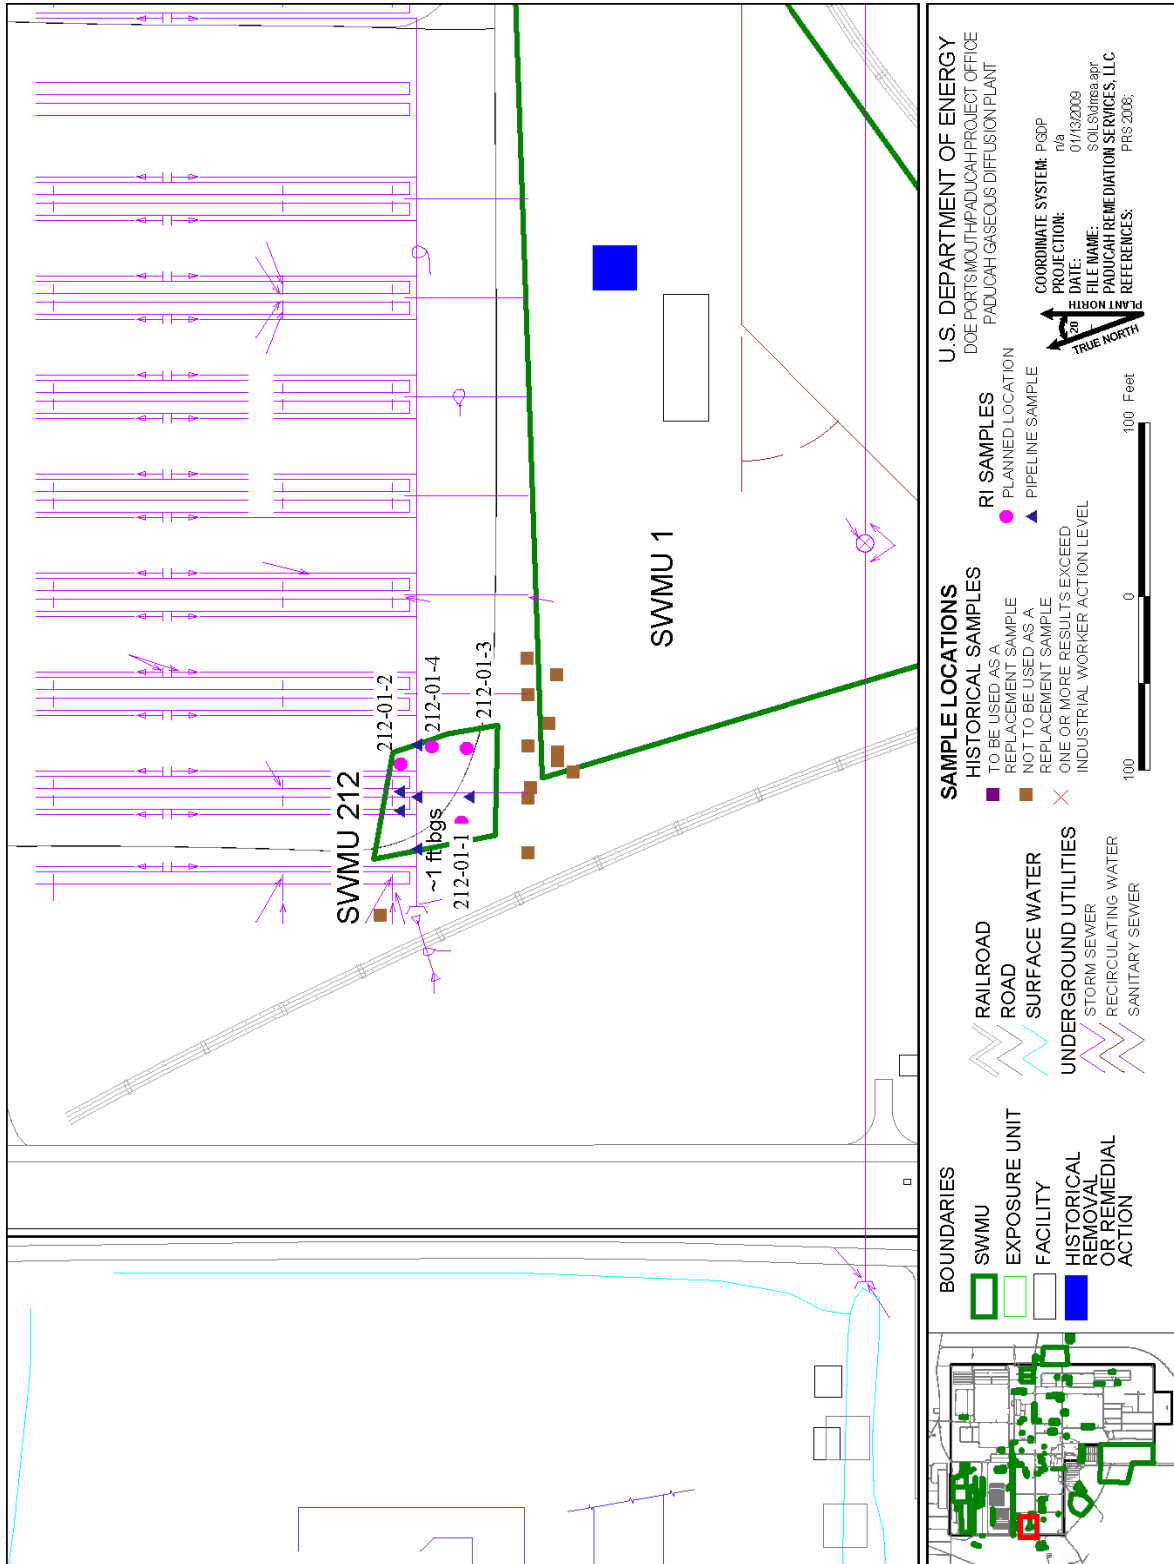 SWMU 212
~1 ft bgs
212-01-1
212-01-2
212-01-4
212-01-3
SWMU 1
BOUNDARIES
SWMU
EXPOSURE UNIT
FACILITY
HISTORICAL
REMOVAL
OR REMEDIAL
ACTION
RAILROAD
ROAD
SURFACE WATER
UNDERGROUND UTILITIES
STORM SEWER
RECIRCULATING WATER
SANITARY SEWER
SAMPLE LOCATIONS
HISTORICAL SAMPLES
TO BE USED AS A
REPLACEMENT SAMPLE
NOT TO BE USED AS A
REPLACEMENT SAMPLE
ONE OR MORE RESULTS EXCEED
INDUSTRIAL WORKER ACTION LEVEL
RI SAMPLES
PLANNED LOCATION
PIPELINE SAMPLE
100 0 100 Feet
U.S. DEPARTMENT OF ENERGY
DOE PORTSMOUTH/PADUCAH PROJECT OFFICE
PADUCAH GASEOUS DIFFUSION PLANT
TRUE NORTH
20
PLANT NORTH
COORDINATE SYSTEM: PGDP
PROJECTION: n/a
DATE: 01/13/2009
FILE NAME: SOILS\dmsa.apr
PADUCAH REMEDIATION SERVICES, LLC
REFERENCES: PRS 2008;